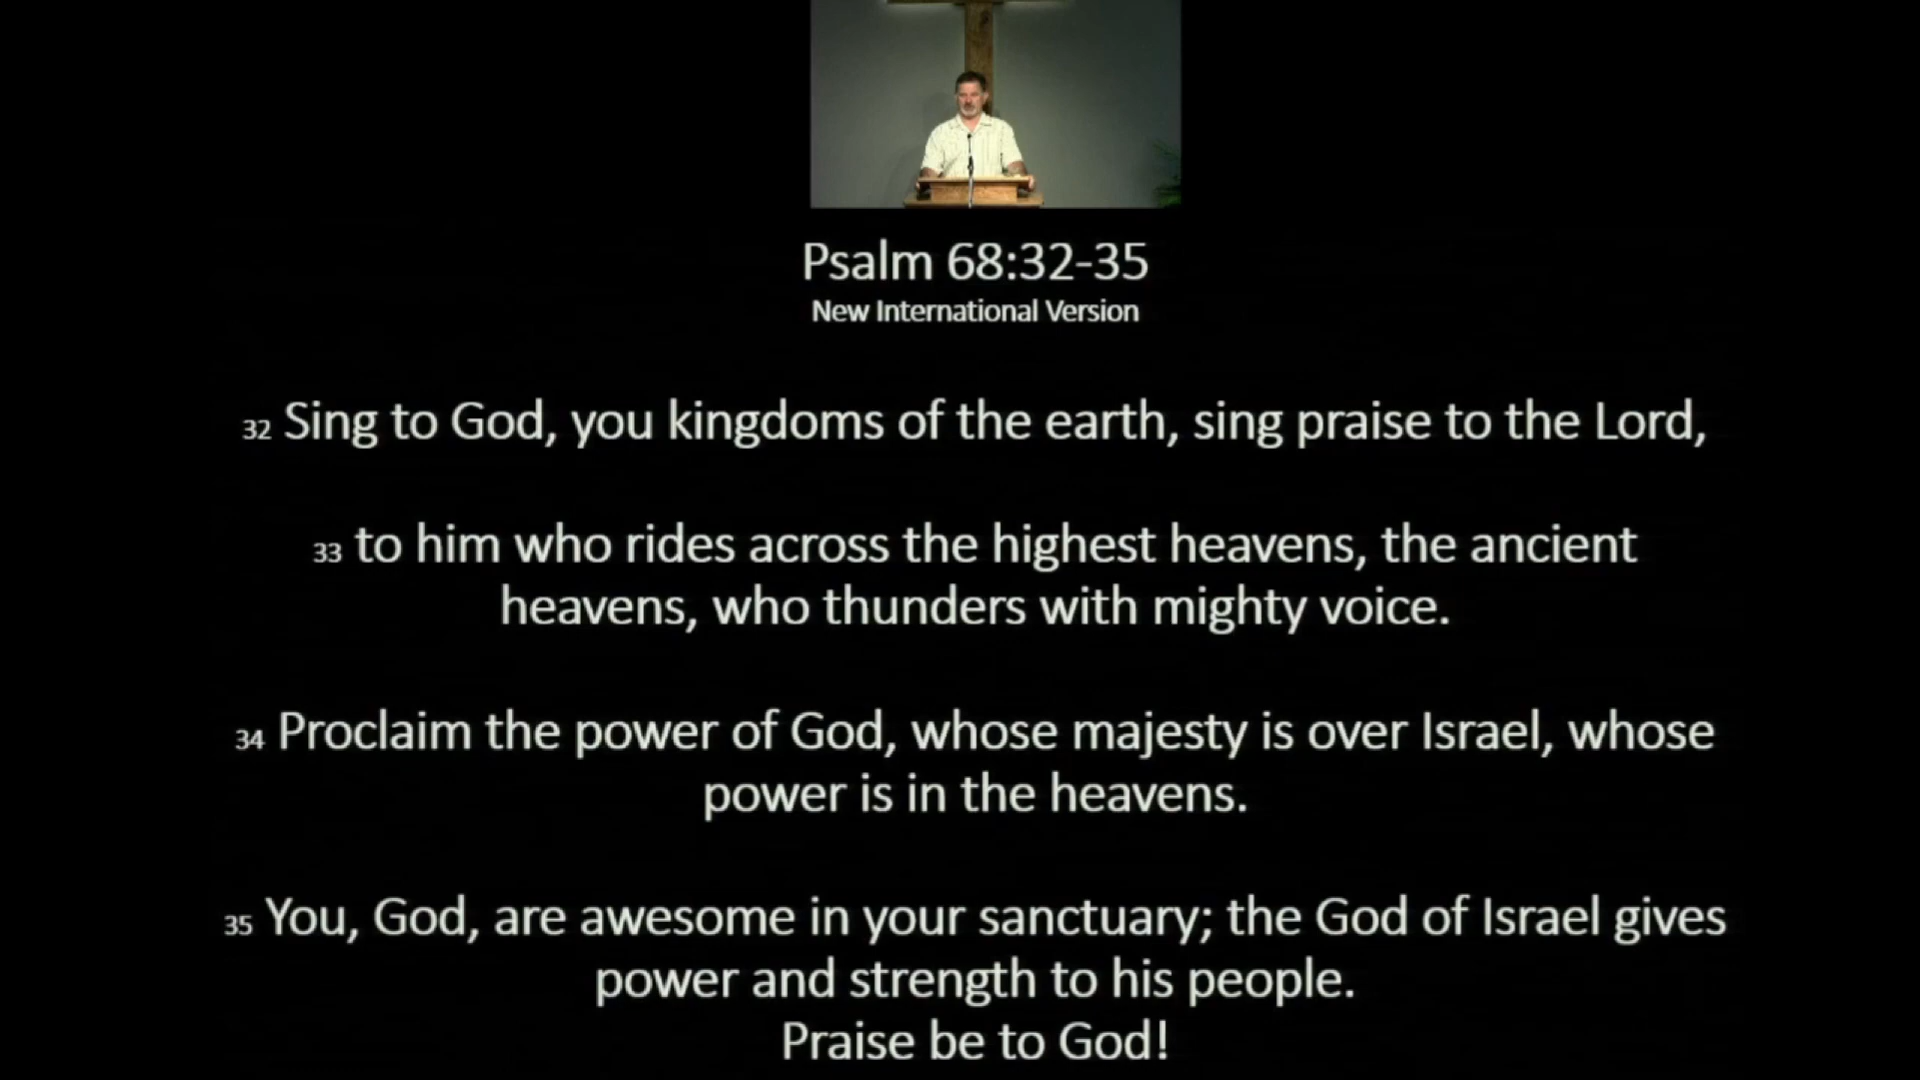 Psalm 68:32-35
New International Version
32 Sing to God, you kingdoms of the earth, sing praise to the Lord,
33 to him who rides across the highest heavens, the ancient
heavens, who thunders with mighty voice.
34 Proclaim the power of God, whose majesty is over Israel, whose
power is in the heavens.
35 You, God, are awesome in your sanctuary; the God of Israel gives
power and strength to his people.
Praise be to God!